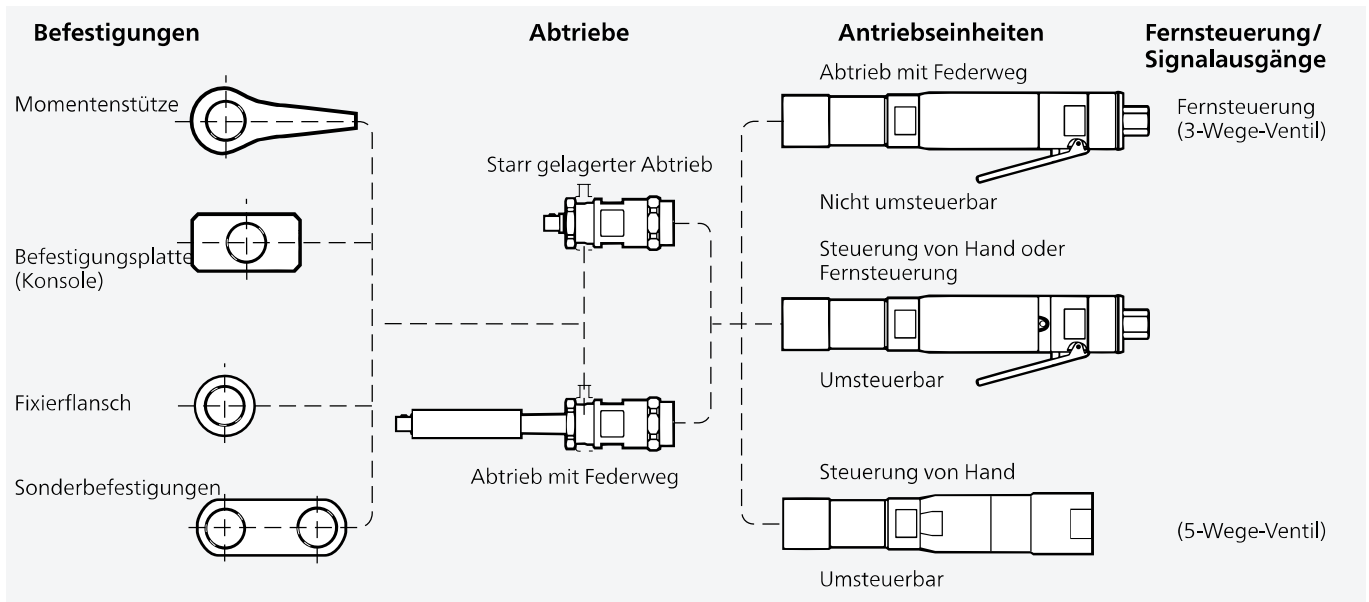 Befestigungen
Abtriebe
Antriebseinheiten
Fernsteuerung/
Signalausgänge
Momentenstütze
Befestigungsplatte
(Konsole)
Fixierflansch
Sonderbefestigungen
Starr gelagerter Abtrieb
Abtrieb mit Federweg
Abtrieb mit Federweg
Nicht umsteuerbar
Steuerung von Hand oder
Fernsteuerung
Umsteuerbar
Steuerung von Hand
Umsteuerbar
Fernsteuerung
(3-Wege-Ventil)
(5-Wege-Ventil)